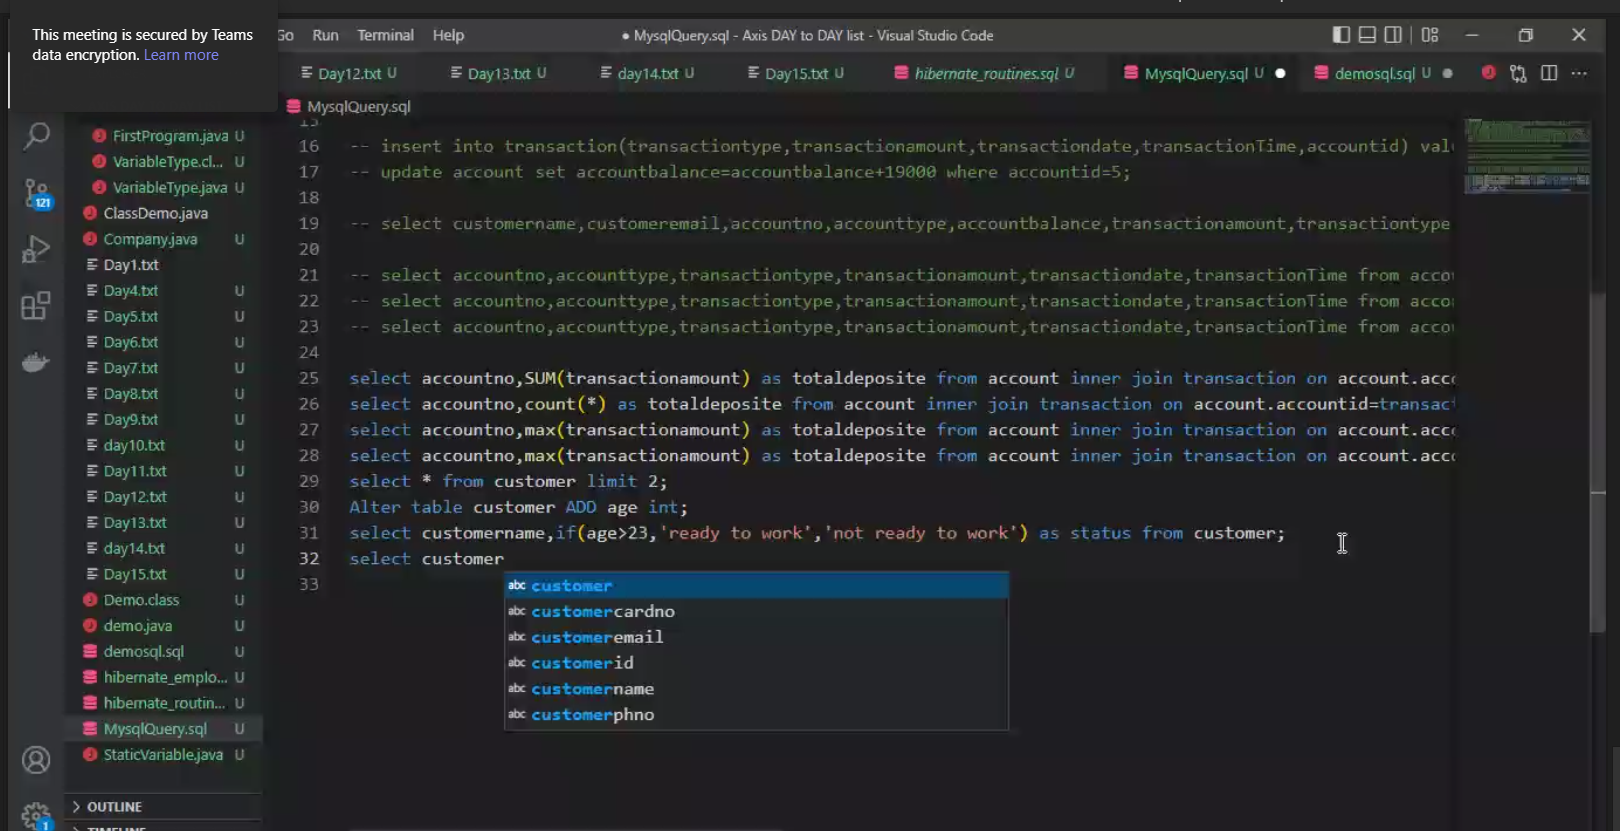 This meeting is secured by Teams
data encryption. Learn more
Go Run Terminal Help
● MysqlQuery.sql - Axis DAY to DAY list - Visual Studio Code
Day12.txt U Day13.txt U day14.txt U Day15.txt U hibernate_routines.sql U MysqlQuery.sql U ● demosql.sql U ● ...
MysqlQuery.sql
FirstProgram.java U
VariableType.cl... U
VariableType.java U
ClassDemo.java
Company.java U
Day1.txt
Day4.txt U
Day5.txt U
Day6.txt U
Day7.txt U
Day8.txt U
Day9.txt U
day10.txt U
Day11.txt U
Day12.txt U
Day13.txt U
day14.txt U
Day15.txt U
Demo.class U
demo.java U
demosql.sql U
hibernate_emplo... U
hibernate_routin... U
MysqlQuery.sql U
StaticVariable.java U
OUTLINE
TIMELINE
121
1
15
16 -- insert into transaction(transactiontype,transactionamount,transactiondate,transactionTime,accountid) val
17 -- update account set accountbalance=accountbalance+19000 where accountid=5;
18
19 -- select customername,customeremail,accountno,accounttype,accountbalance,transactionamount,transactiontype
20
21 -- select accountno,accounttype,transactiontype,transactionamount,transactiondate,transactionTime from acco
22 -- select accountno,accounttype,transactiontype,transactionamount,transactiondate,transactionTime from acco
23 -- select accountno,accounttype,transactiontype,transactionamount,transactiondate,transactionTime from acco
24
25 select accountno,SUM(transactionamount) as totaldeposite from account inner join transaction on account.acc
26 select accountno,count(*) as totaldeposite from account inner join transaction on account.accountid=transac
27 select accountno,max(transactionamount) as totaldeposite from account inner join transaction on account.acc
28 select accountno,max(transactionamount) as totaldeposite from account inner join transaction on account.acc
29 select * from customer limit 2;
30 Alter table customer ADD age int;
31 select customername,if(age>23,'ready to work','not ready to work') as status from customer;
32 select customer
33
abc customer
abc customercardno
abc customeremail
abc customerid
abc customername
abc customerphno